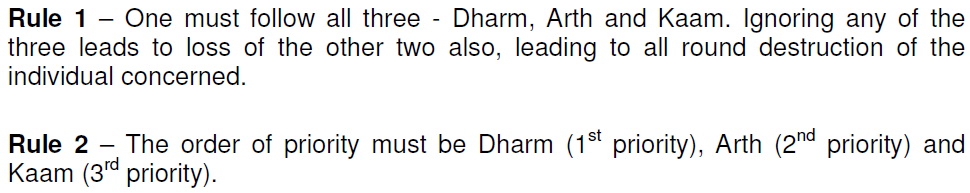 Rule 1 – One must follow all three - Dharm, Arth and Kaam. Ignoring any of the
three leads to loss of the other two also, leading to all round destruction of the
individual concerned.
Rule 2 – The order of priority must be Dharm (1st priority), Arth (2nd priority) and
Kaam (3rd priority).